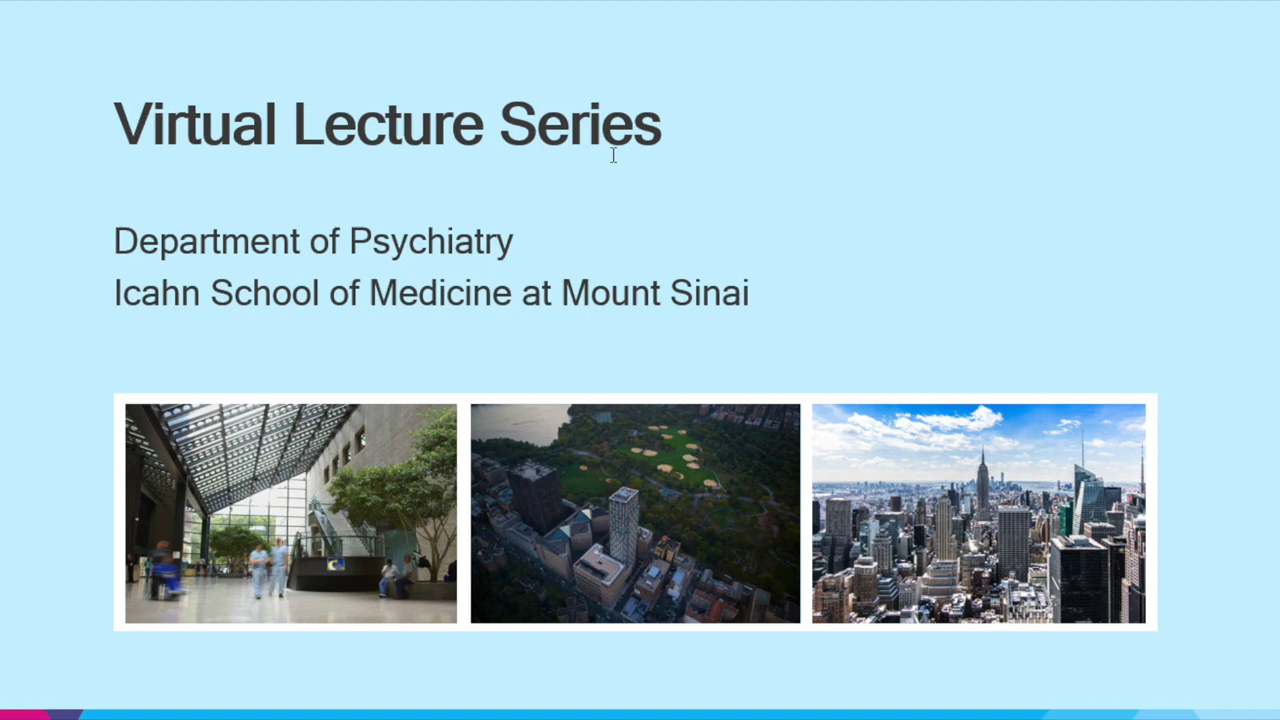 Virtual Lecture Series
Department of Psychiatry
Icahn School of Medicine at Mount Sinai